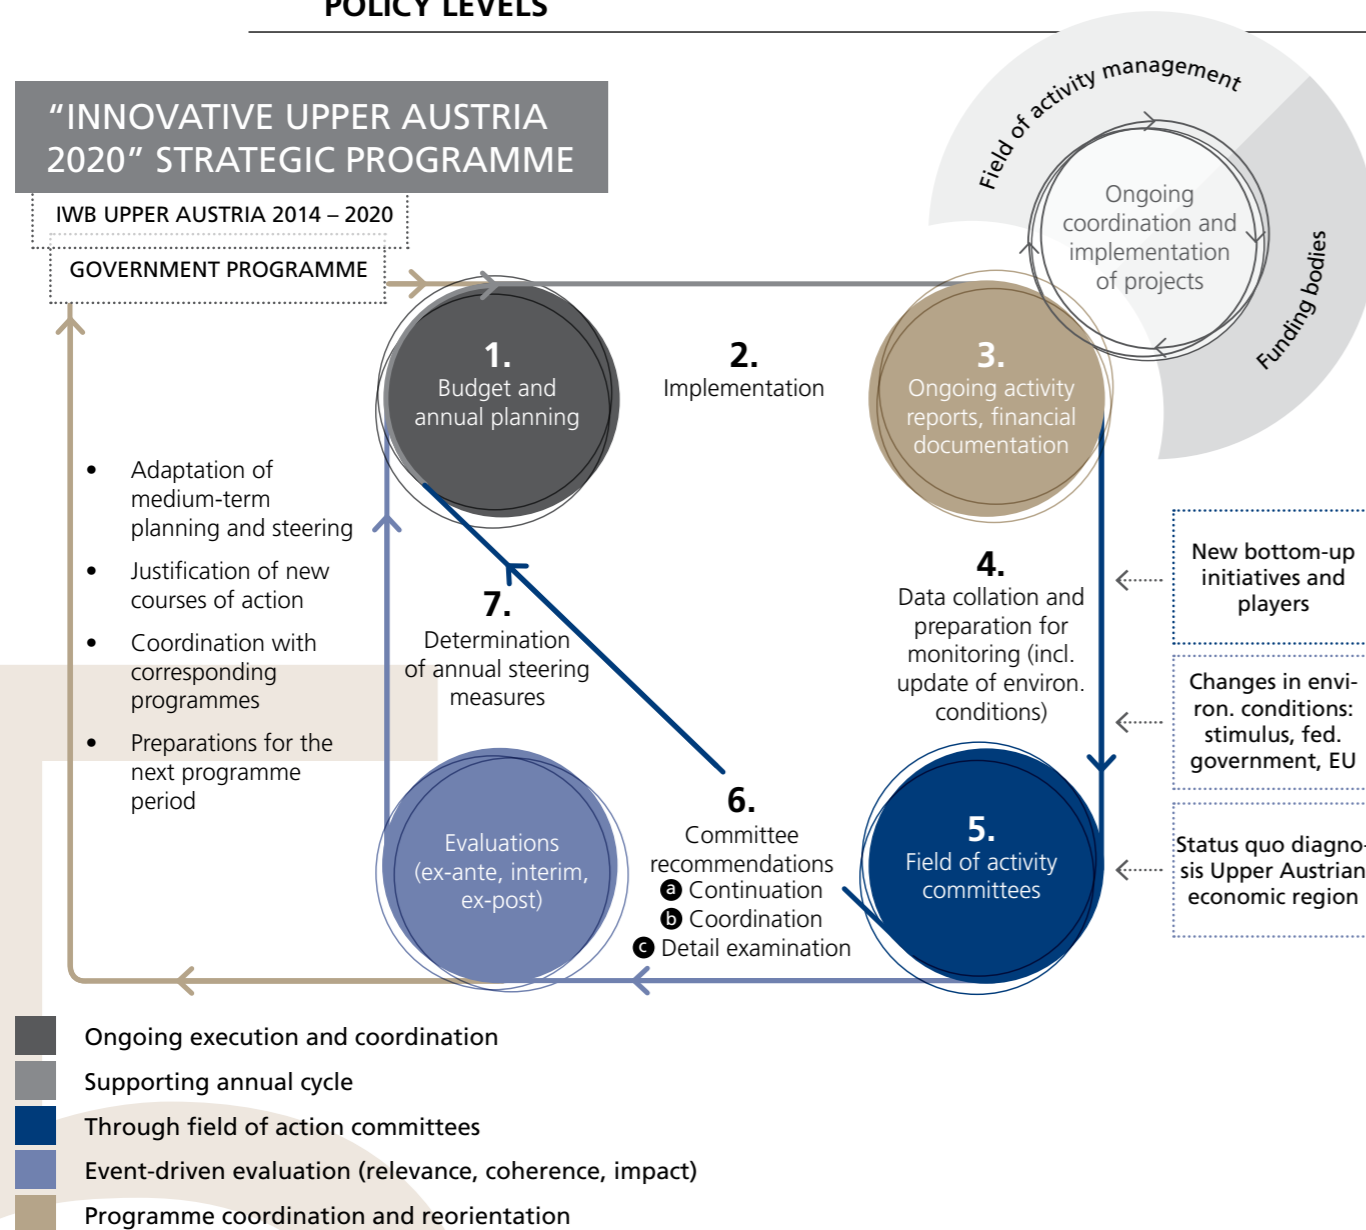 POLICY LEVELS
“INNOVATIVE UPPER AUSTRIA
2020” STRATEGIC PROGRAMME
IWB UPPER AUSTRIA 2014 – 2020
GOVERNMENT PROGRAMME
Field of activity management
Funding bodies
Ongoing
coordination and
implementation
of projects
1.
Budget and
annual planning
2.
Implementation
3.
Ongoing activity
reports, financial
documentation
• Adaptation of
medium-term
planning and steering
• Justification of new
courses of action
• Coordination with
corresponding
programmes
• Preparations for the
next programme
period
4.
Data collation and
preparation for
monitoring (incl.
update of environ.
conditions)
New bottom-up
initiatives and
players
Changes in envi-
ron. conditions:
stimulus, fed.
government, EU
Status quo diagno-
sis Upper Austrian
economic region
5.
Field of activity
committees
6.
Committee
recommendations
a Continuation
b Coordination
c Detail examination
7.
Determination
of annual steering
measures
Evaluations
(ex-ante, interim,
ex-post)
Ongoing execution and coordination
Supporting annual cycle
Through field of action committees
Event-driven evaluation (relevance, coherence, impact)
Programme coordination and reorientation